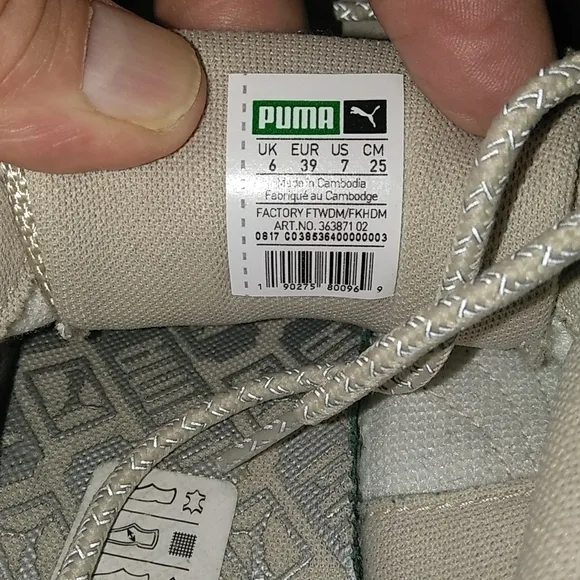 PUMA
UK EUR US CM
6 39 7 25
Made in Cambodia
Fabriqué au Cambodge
FACTORY FTWDM/FKHDM
ART.NO. 363871 02
0817 C038536400000003
1 90275 80096 9